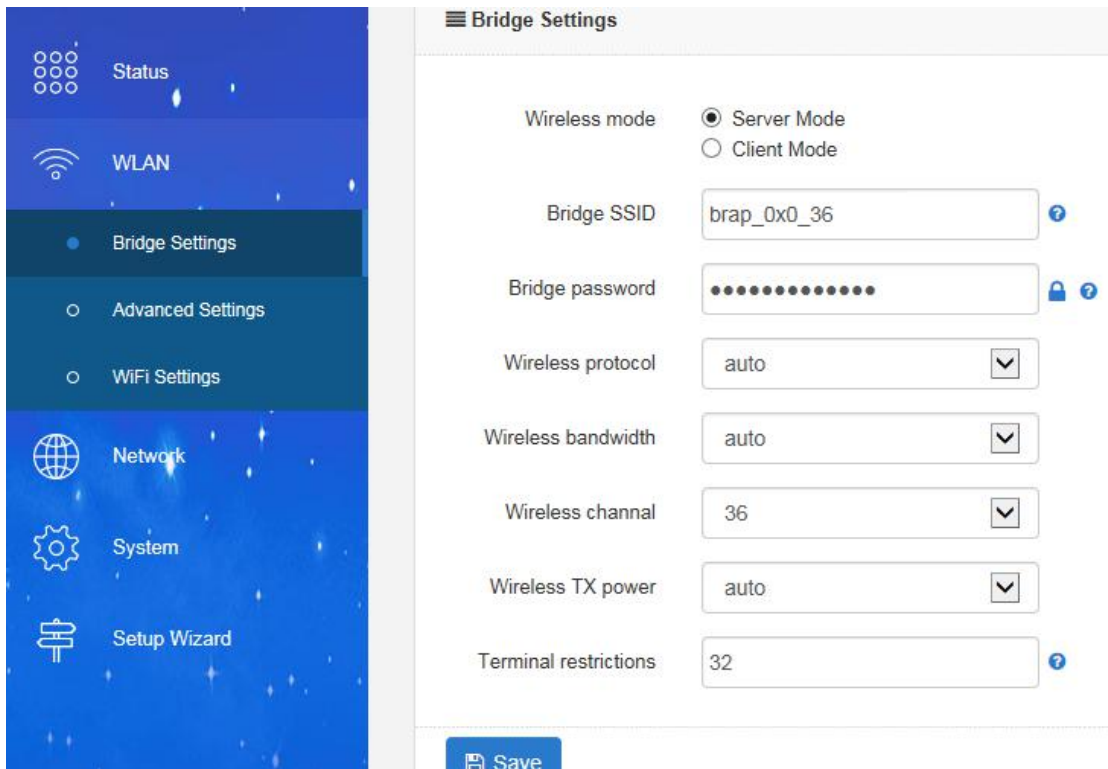 Bridge Settings
Status
WLAN
Bridge Settings
Advanced Settings
WiFi Settings
Network
System
Setup Wizard
Wireless mode
Server Mode
Client Mode
Bridge SSID
brap_0x0_36
Bridge password
•••••••••••••
Wireless protocol
auto
Wireless bandwidth
auto
Wireless channal
36
Wireless TX power
auto
Terminal restrictions
32
Save